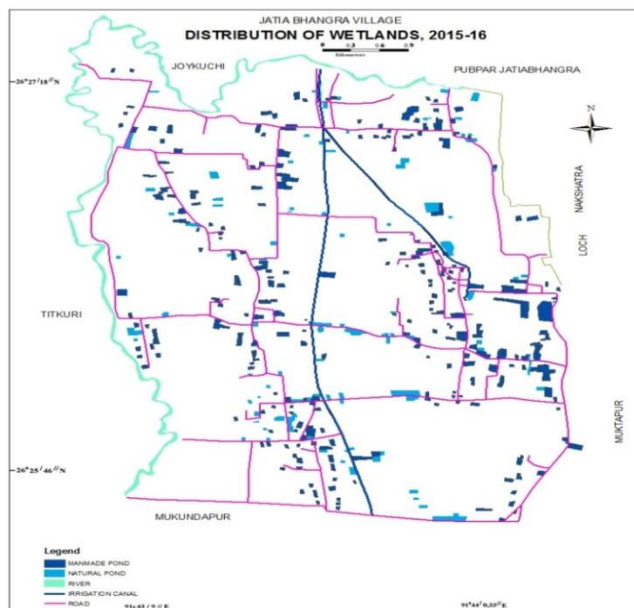 JATIA BHANGRA VILLAGE
DISTRIBUTION OF WETLANDS, 2015-16
JOYKUCHI
PUBPAR JATIABHANGRA
26°27/18//N
N
NAKSHATRA
LOCH
TITKURI
MUKTAPUR
26°25/46//N
MUKUNDAPUR
Legend
MANMADE POND
NATURAL POND
RIVER
IRRIGATION CANAL
ROAD